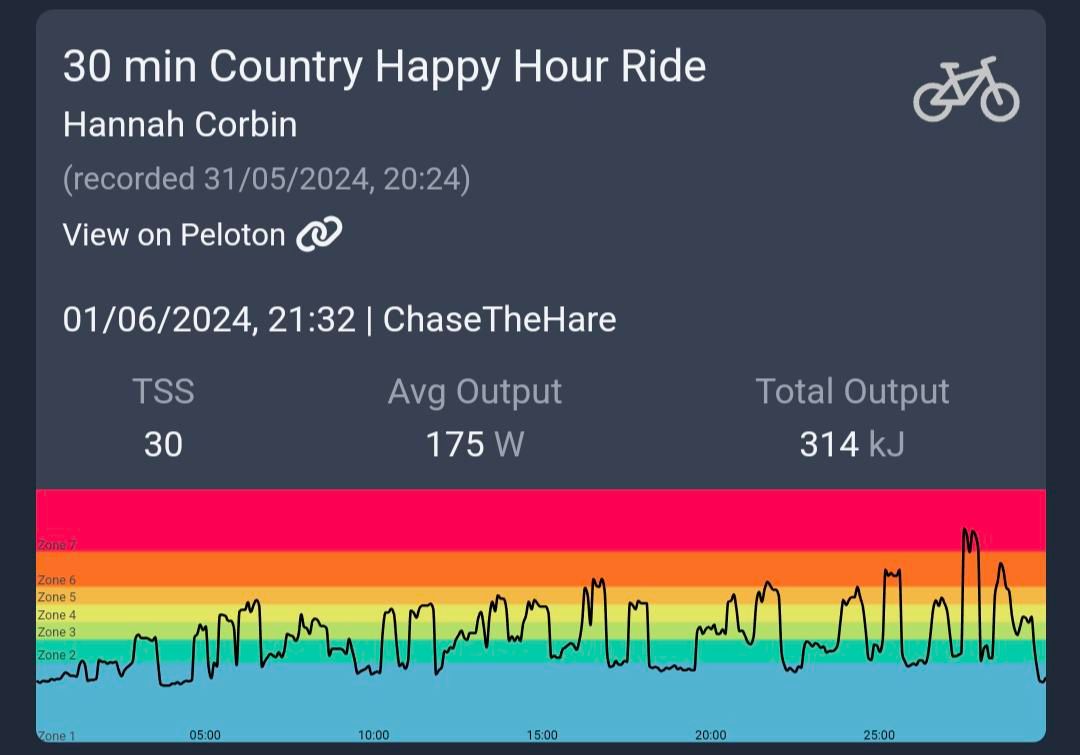 30 min Country Happy Hour Ride
Hannah Corbin
(recorded 31/05/2024, 20:24)
View on Peloton
01/06/2024, 21:32 | ChaseTheHare
TSS Avg Output Total Output
30 175 W 314 kJ
Zone 7
Zone 6
Zone 5
Zone 4
Zone 3
Zone 2
Zone 1 05:00 10:00 15:00 20:00 25:00